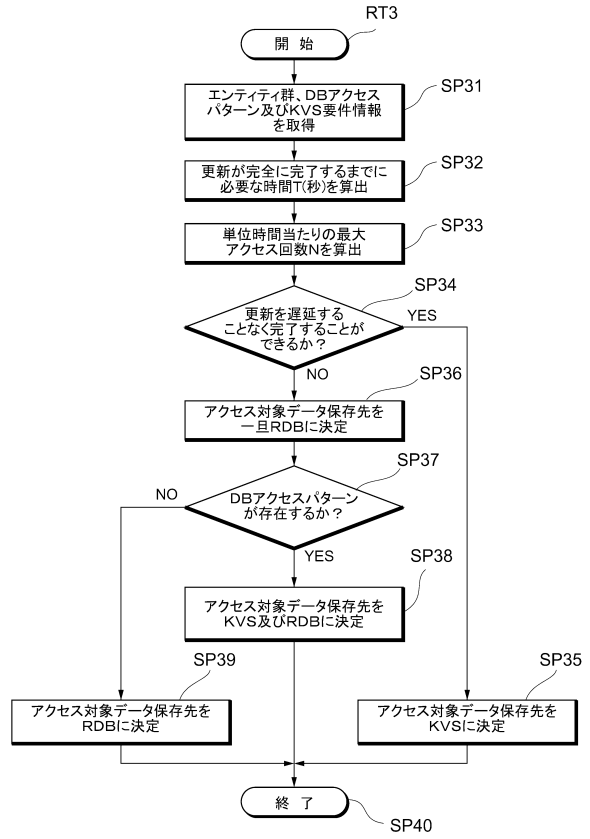 RT3
開 始
SP31
エンティティ群、DBアクセス
パターン及びKVS要件情報
を取得
SP32
更新が完全に完了するまでに
必要な時間T(秒)を算出
SP33
単位時間当たりの最大
アクセス回数Nを算出
SP34
更新を遅延する
ことなく完了することが
できるか？
YES
NO
SP36
アクセス対象データ保存先を
一旦RDBに決定
SP37
DBアクセスパターン
が存在するか？
NO
YES
SP38
アクセス対象データ保存先を
KVS及びRDBに決定
SP39
アクセス対象データ保存先を
RDBに決定
SP35
アクセス対象データ保存先を
KVSに決定
終 了
SP40